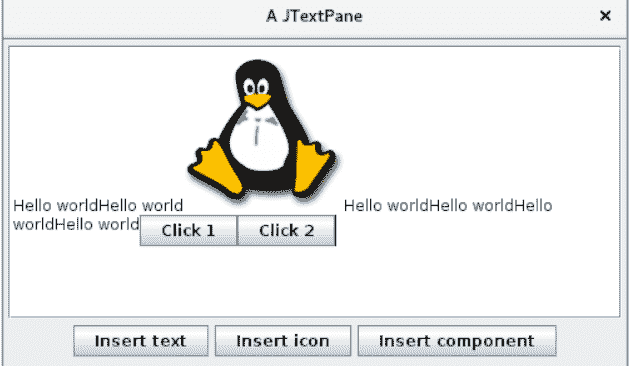 A JTextPane
Hello worldHello world Hello worldHello worldHello
worldHello world Click 1 Click 2
Insert text Insert icon Insert component